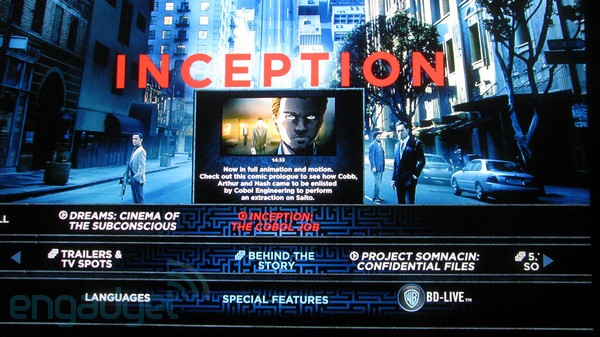 INCEPTION
14:33
Now in full animation and motion.
Check out this comic prologue to see how Cobb,
Arthur and Nash came to be enlisted
by Cobol Engineering to perform
an extraction on Saito.
LL
DREAMS: CINEMA OF
THE SUBCONSCIOUS
INCEPTION:
THE COBOL JOB
TRAILERS &
TV SPOTS
BEHIND THE
STORY
PROJECT SOMNACIN:
CONFIDENTIAL FILES
5.
SO
LANGUAGES
SPECIAL FEATURES
WB
BD-LIVE™
engadget